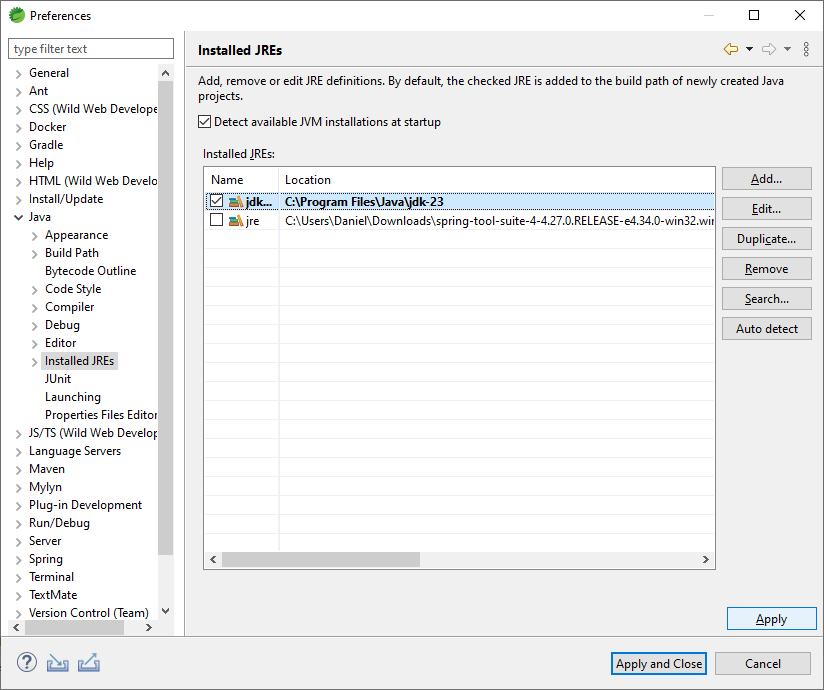 Preferences
type filter text
General
Ant
CSS (Wild Web Develope
Docker
Gradle
Help
HTML (Wild Web Develo
Install/Update
Java
Appearance
Build Path
Bytecode Outline
Code Style
Compiler
Debug
Editor
Installed JREs
JUnit
Launching
Properties Files Editor
JS/TS (Wild Web Develop
Language Servers
Maven
Mylyn
Plug-in Development
Run/Debug
Server
Spring
Terminal
TextMate
Version Control (Team)
Installed JREs
Add, remove or edit JRE definitions. By default, the checked JRE is added to the build path of newly created Java
projects.
Detect available JVM installations at startup
Installed JREs:
Name Location
jdk... C:\Program Files\Java\jdk-23
jre C:\Users\Daniel\Downloads\spring-tool-suite-4-4.27.0.RELEASE-e4.34.0-win32.win
Add...
Edit...
Duplicate...
Remove
Search...
Auto detect
Apply
?
Apply and Close Cancel